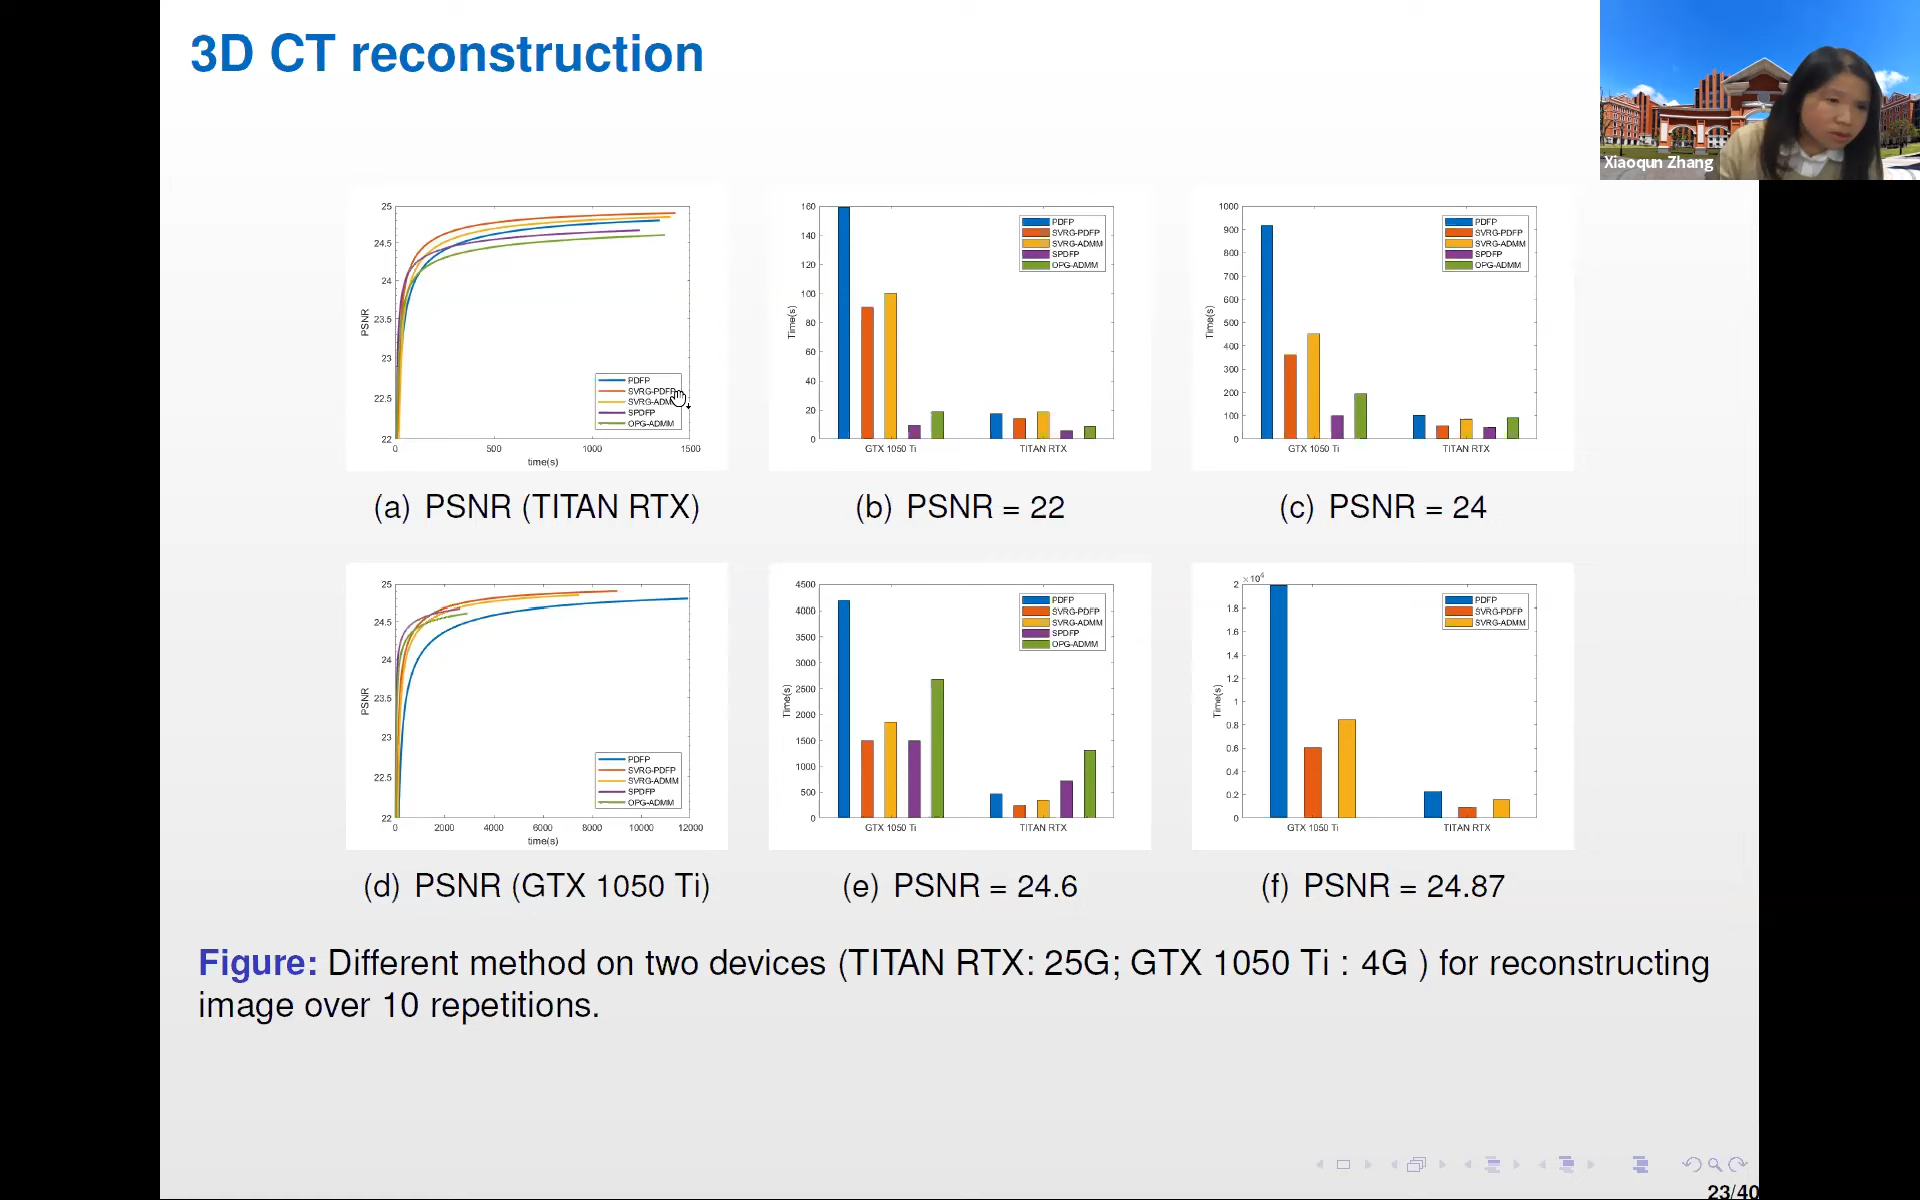 3D CT reconstruction
Xiaoqun Zhang
25
24.5
24
23.5
23
22.5
22
PSNR
0 500 1000 1500
time(s)
PDFP
SVRG-PDFP
SVRG-ADMM
SPDFP
OPG-ADMM
(a) PSNR (TITAN RTX)
160
140
120
100
80
60
40
20
0
Time(s)
GTX 1050 Ti TITAN RTX
PDFP
SVRG-PDFP
SVRG-ADMM
SPDFP
OPG-ADMM
(b) PSNR = 22
1000
900
800
700
600
500
400
300
200
100
0
Time(s)
GTX 1050 Ti TITAN RTX
PDFP
SVRG-PDFP
SVRG-ADMM
SPDFP
OPG-ADMM
(c) PSNR = 24
25
24.5
24
23.5
23
22.5
22
PSNR
0 2000 4000 6000 8000 10000 12000
time(s)
PDFP
SVRG-PDFP
SVRG-ADMM
SPDFP
OPG-ADMM
(d) PSNR (GTX 1050 Ti)
4500
4000
3500
3000
2500
2000
1500
1000
500
0
Time(s)
GTX 1050 Ti TITAN RTX
PDFP
SVRG-PDFP
SVRG-ADMM
SPDFP
OPG-ADMM
(e) PSNR = 24.6
×10⁴
2
1.8
1.6
1.4
1.2
1
0.8
0.6
0.4
0.2
0
Time(s)
GTX 1050 Ti TITAN RTX
PDFP
SVRG-PDFP
SVRG-ADMM
(f) PSNR = 24.87
Figure: Different method on two devices (TITAN RTX: 25G; GTX 1050 Ti : 4G ) for reconstructing
image over 10 repetitions.
23/40